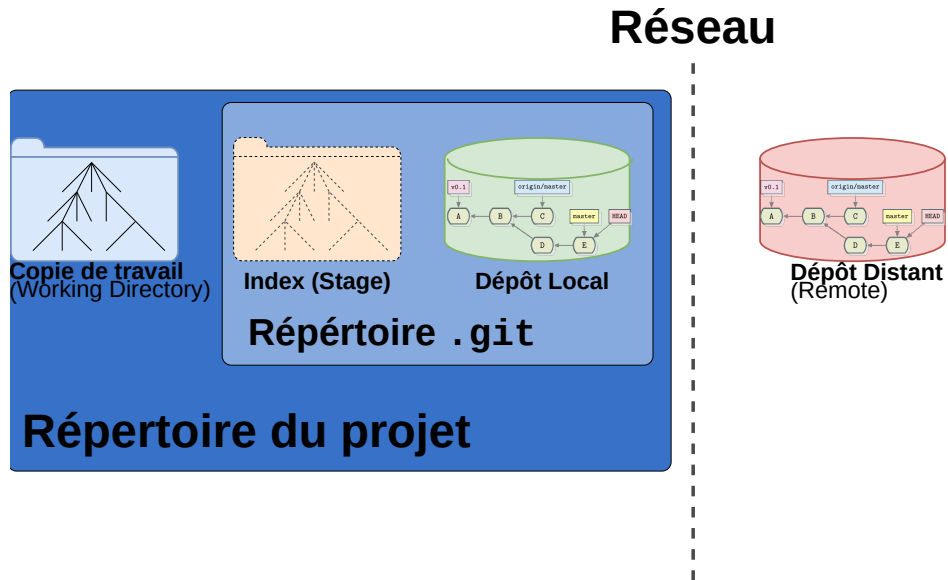 Réseau
v0.1
origin/master
A
B
C
master
HEAD
D
E
v0.1
origin/master
A
B
C
master
HEAD
D
E
Copie de travail
(Working Directory)
Index (Stage)
Dépôt Local
Dépôt Distant
(Remote)
Répértoire .git
Répertoire du projet